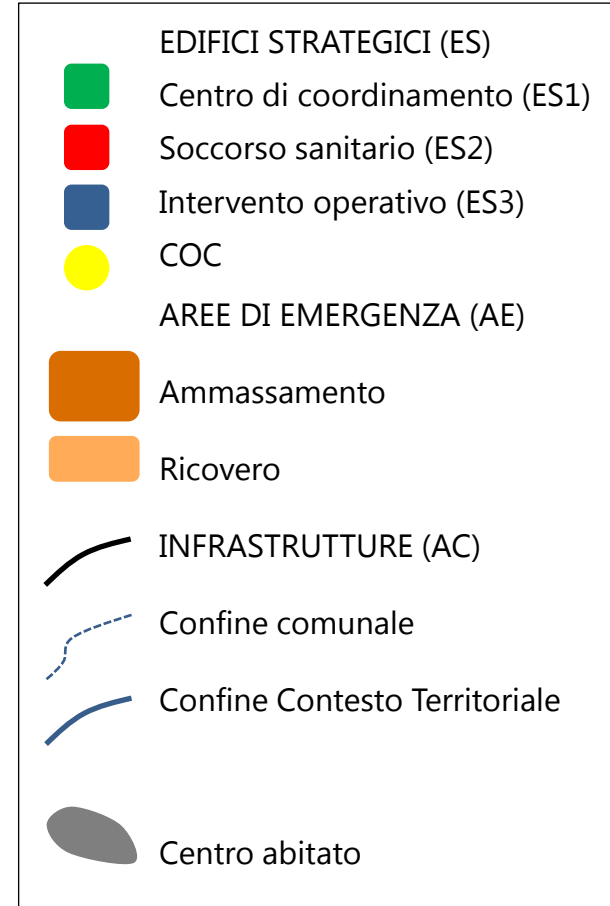 EDIFICI STRATEGICI (ES)
Centro di coordinamento (ES1)
Soccorso sanitario (ES2)
Intervento operativo (ES3)
COC
AREE DI EMERGENZA (AE)
Ammassamento
Ricovero
INFRASTRUTTURE (AC)
Confine comunale
Confine Contesto Territoriale
Centro abitato